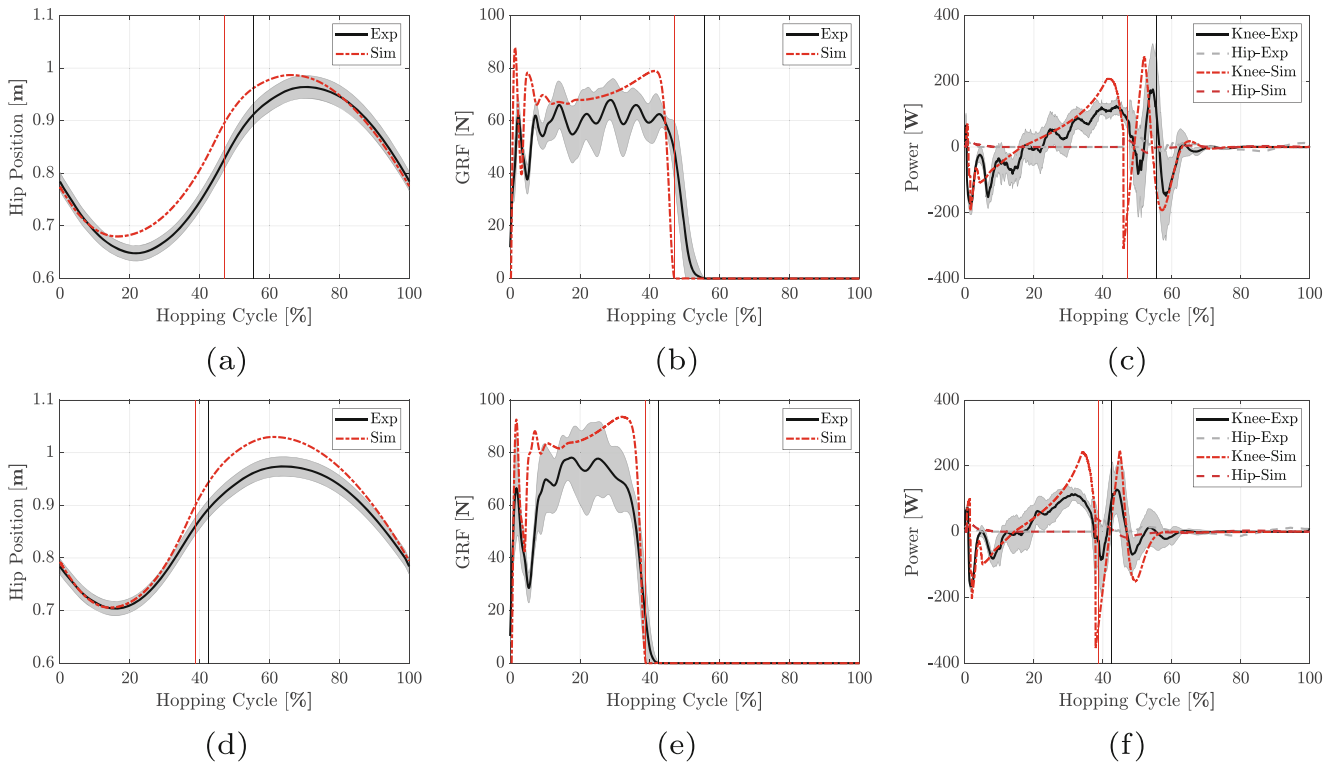 1.1
1
0.9
0.8
0.7
0.6
Hip Position [m]
0 20 40 60 80 100
Hopping Cycle [%]
Exp
Sim
(a)
100
80
60
40
20
0
GRF [N]
0 20 40 60 80 100
Hopping Cycle [%]
Exp
Sim
(b)
400
200
0
-200
-400
Power [W]
0 20 40 60 80 100
Hopping Cycle [%]
Knee-Exp
Hip-Exp
Knee-Sim
Hip-Sim
(c)
1.1
1
0.9
0.8
0.7
0.6
Hip Position [m]
0 20 40 60 80 100
Hopping Cycle [%]
Exp
Sim
(d)
100
80
60
40
20
0
GRF [N]
0 20 40 60 80 100
Hopping Cycle [%]
Exp
Sim
(e)
400
200
0
-200
-400
Power [W]
0 20 40 60 80 100
Hopping Cycle [%]
Knee-Exp
Hip-Exp
Knee-Sim
Hip-Sim
(f)